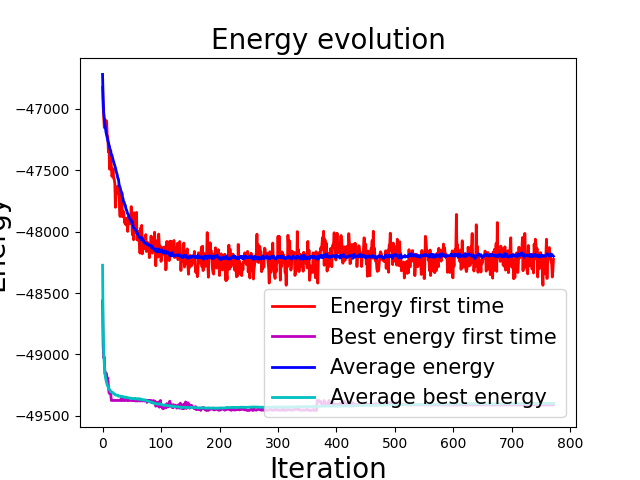 Energy evolution
Energy
−47000
−47500
−48000
−48500
−49000
−49500
Energy first time
Best energy first time
Average energy
Average best energy
0
100
200
300
400
500
600
700
800
Iteration